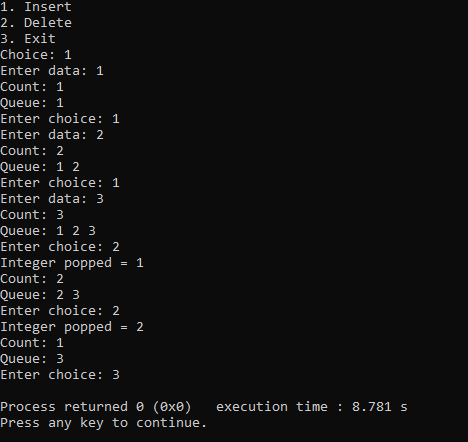 1. Insert
2. Delete
3. Exit
Choice: 1
Enter data: 1
Count: 1
Queue: 1
Enter choice: 1
Enter data: 2
Count: 2
Queue: 1 2
Enter choice: 1
Enter data: 3
Count: 3
Queue: 1 2 3
Enter choice: 2
Integer popped = 1
Count: 2
Queue: 2 3
Enter choice: 2
Integer popped = 2
Count: 1
Queue: 3
Enter choice: 3

Process returned 0 (0x0)   execution time : 8.781 s
Press any key to continue.